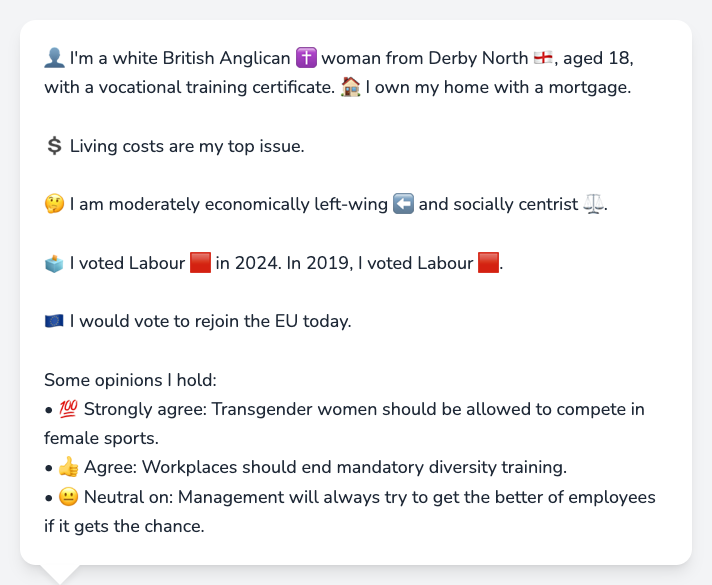 👤 I'm a white British Anglican ✝️ woman from Derby North 🏴󠁧󠁢󠁥󠁮󠁧󠁿, aged 18,
with a vocational training certificate. 🏠 I own my home with a mortgage.
💲 Living costs are my top issue.
🤔 I am moderately economically left-wing ⬅️ and socially centrist ⚖️.
🗳️ I voted Labour 🟥 in 2024. In 2019, I voted Labour 🟥.
🇪🇺 I would vote to rejoin the EU today.
Some opinions I hold:
• 💯 Strongly agree: Transgender women should be allowed to compete in
female sports.
• 👍 Agree: Workplaces should end mandatory diversity training.
• 😐 Neutral on: Management will always try to get the better of employees
if it gets the chance.